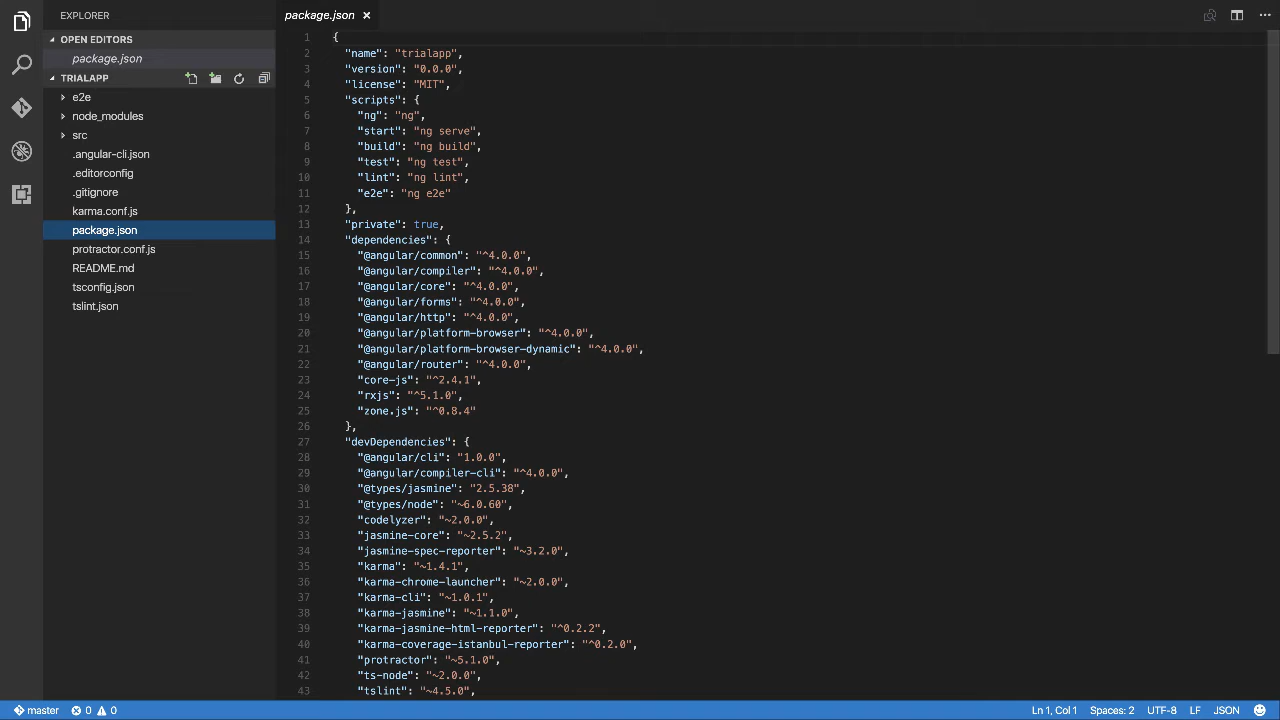 EXPLORER
OPEN EDITORS
package.json
TRIALAPP
e2e
node_modules
src
.angular-cli.json
.editorconfig
.gitignore
karma.conf.js
package.json
protractor.conf.js
README.md
tsconfig.json
tslint.json
package.json
1 {
2 "name": "trialapp",
3 "version": "0.0.0",
4 "license": "MIT",
5 "scripts": {
6 "ng": "ng",
7 "start": "ng serve",
8 "build": "ng build",
9 "test": "ng test",
10 "lint": "ng lint",
11 "e2e": "ng e2e"
12 },
13 "private": true,
14 "dependencies": {
15 "@angular/common": "^4.0.0",
16 "@angular/compiler": "^4.0.0",
17 "@angular/core": "^4.0.0",
18 "@angular/forms": "^4.0.0",
19 "@angular/http": "^4.0.0",
20 "@angular/platform-browser": "^4.0.0",
21 "@angular/platform-browser-dynamic": "^4.0.0",
22 "@angular/router": "^4.0.0",
23 "core-js": "^2.4.1",
24 "rxjs": "^5.1.0",
25 "zone.js": "^0.8.4"
26 },
27 "devDependencies": {
28 "@angular/cli": "1.0.0",
29 "@angular/compiler-cli": "^4.0.0",
30 "@types/jasmine": "2.5.38",
31 "@types/node": "~6.0.60",
32 "codelyzer": "~2.0.0",
33 "jasmine-core": "~2.5.2",
34 "jasmine-spec-reporter": "~3.2.0",
35 "karma": "~1.4.1",
36 "karma-chrome-launcher": "~2.0.0",
37 "karma-cli": "~1.0.1",
38 "karma-jasmine": "~1.1.0",
39 "karma-jasmine-html-reporter": "^0.2.2",
40 "karma-coverage-istanbul-reporter": "^0.2.0",
41 "protractor": "~5.1.0",
42 "ts-node": "~2.0.0",
43 "tslint": "~4.5.0",
master 0 0 Ln 1, Col 1 Spaces: 2 UTF-8 LF JSON